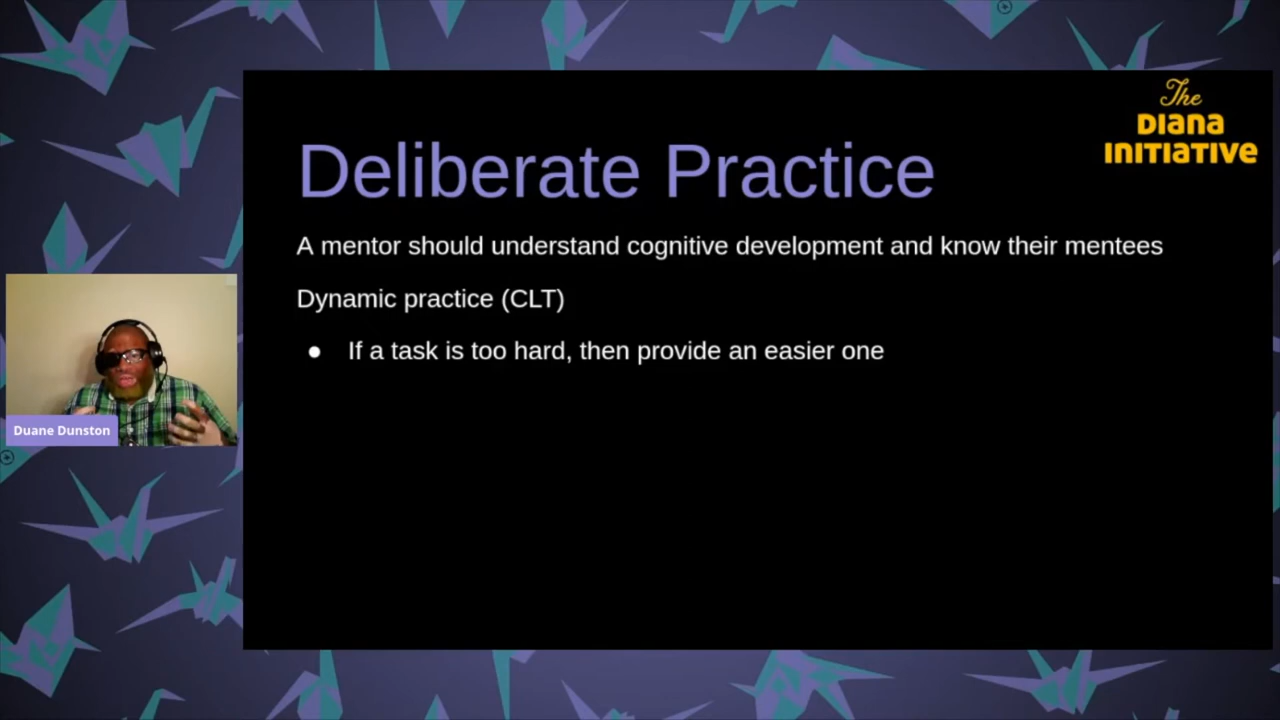 The
DIANA
INITIATIVE
Deliberate Practice
A mentor should understand cognitive development and know their mentees
Dynamic practice (CLT)
● If a task is too hard, then provide an easier one
Duane Dunston